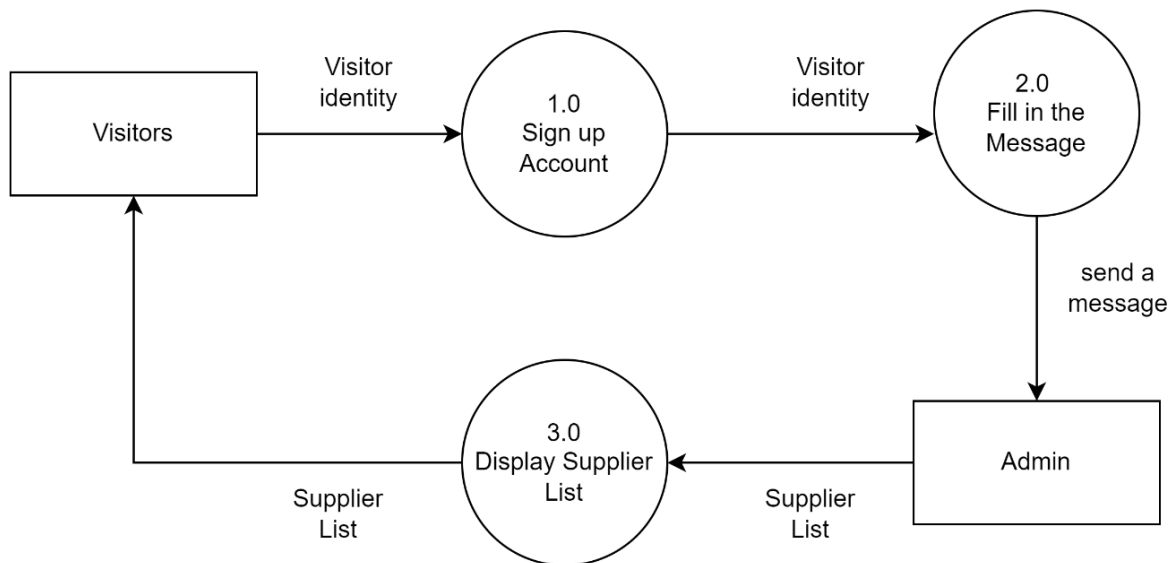 Visitors
Visitor
identity
1.0
Sign up
Account
Visitor
identity
2.0
Fill in the
Message
send a
message
Admin
Supplier
List
3.0
Display Supplier
List
Supplier
List